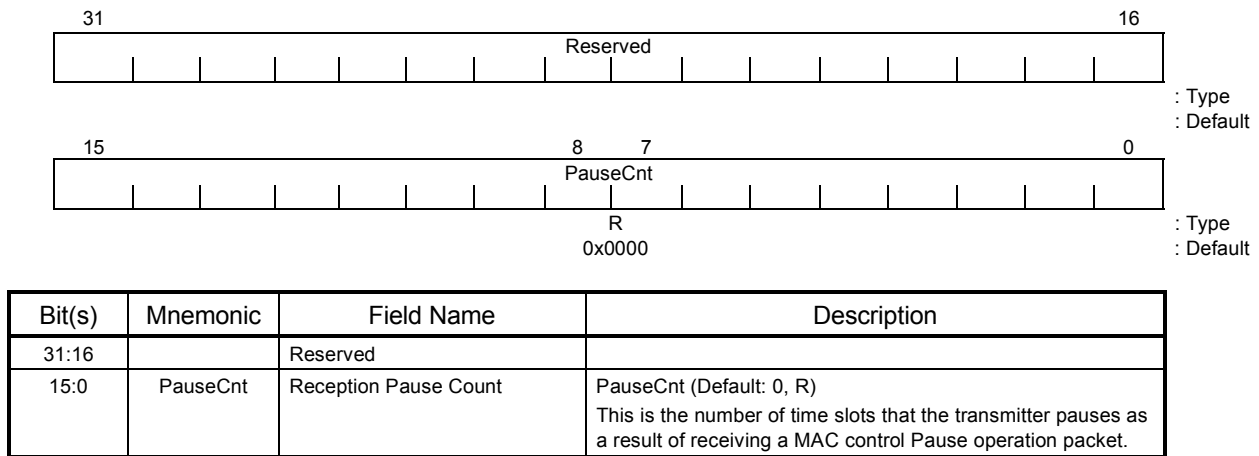 31 16
Reserved
: Type
: Default
15 8 7 0
PauseCnt
R : Type
0x0000 : Default
Bit(s) Mnemonic Field Name Description
31:16 Reserved
15:0 PauseCnt Reception Pause Count PauseCnt (Default: 0, R)
This is the number of time slots that the transmitter pauses as
a result of receiving a MAC control Pause operation packet.